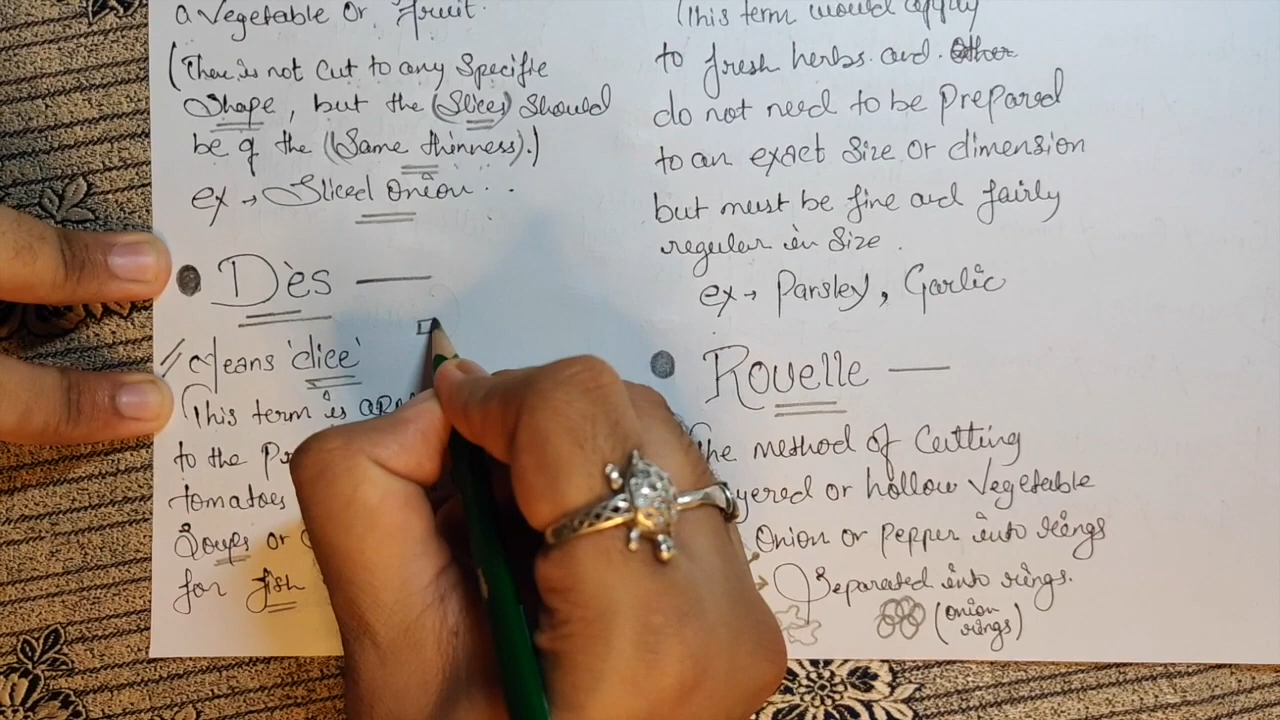 a Vegetable or fruit.
(There is not cut to any specific
Shape, but the (Slices) should
be of the (Same thinness).)
ex → Sliced onion..
Dès —
Means 'dice'
This term is
to the
tomatoes
Soups or
for fish
(This term would apply
to fresh herbs. and.
do not need to be prepared
to an exact size or dimension
but must be fine and fairly
regular in size.
ex → Parsley, Garlic
Rouelle —
The method of Cutting
or hollow Vegetable
Onion or pepper into rings
Separated into rings.
(onion
rings)